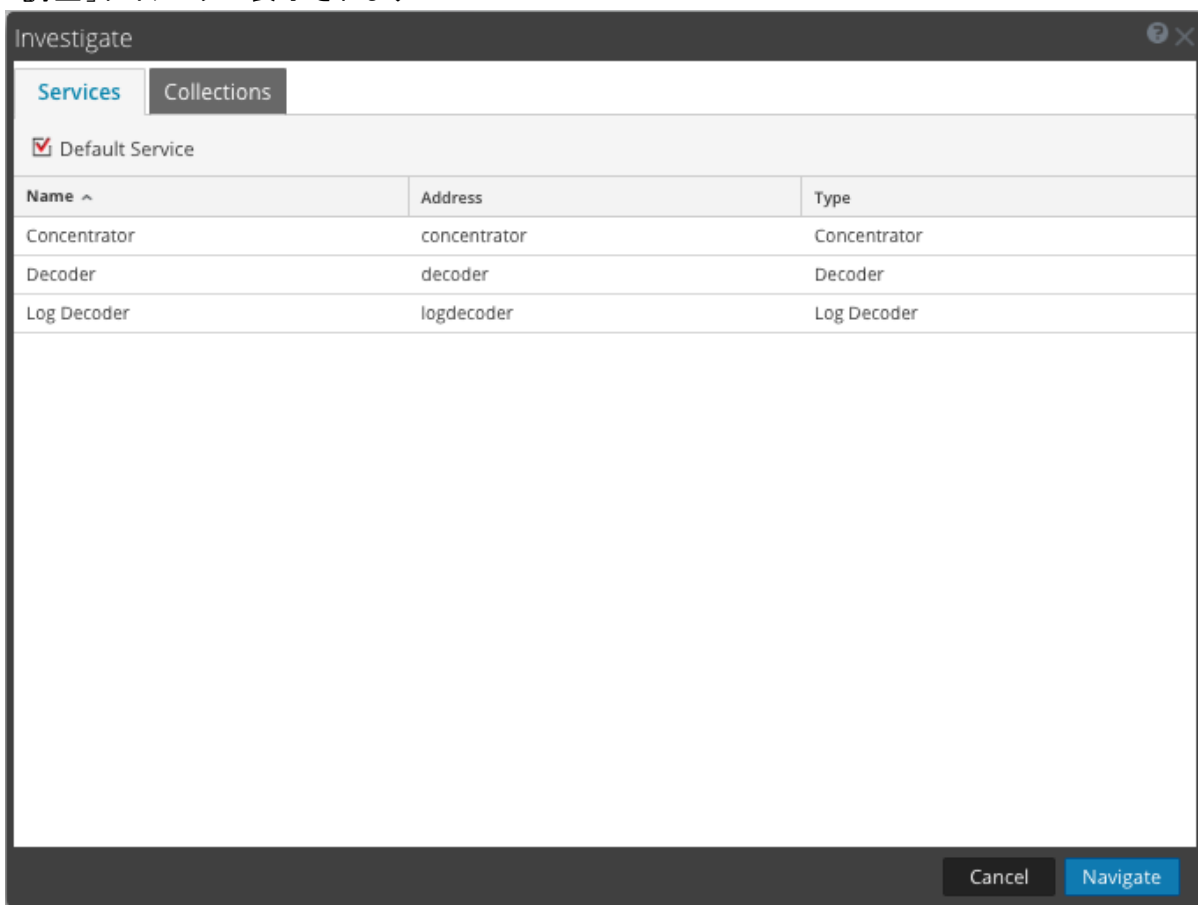 Investigate
Services Collections
Default Service
Name Address Type
Concentrator concentrator Concentrator
Decoder decoder Decoder
Log Decoder logdecoder Log Decoder
Cancel Navigate